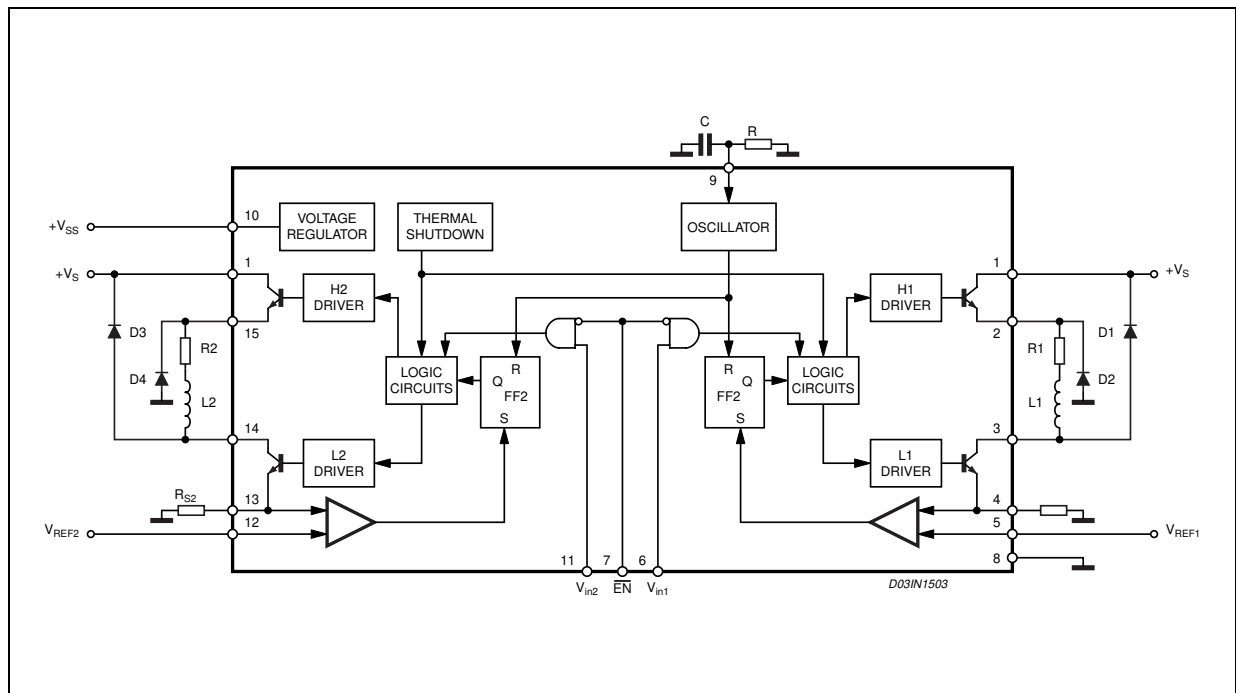 C
R
9
+VSS
10
VOLTAGE
REGULATOR
THERMAL
SHUTDOWN
OSCILLATOR
+VS
1
H2
DRIVER
H1
DRIVER
1
+VS
D3
15
R2
D4
L2
2
R1
D1
D2
L1
LOGIC
CIRCUITS
R
Q
FF2
S
R
Q
FF2
S
LOGIC
CIRCUITS
14
L2
DRIVER
L1
DRIVER
3
RS2
13
12
VREF2
4
5
VREF1
8
11
7
6
Vin2
EN
Vin1
D03IN1503